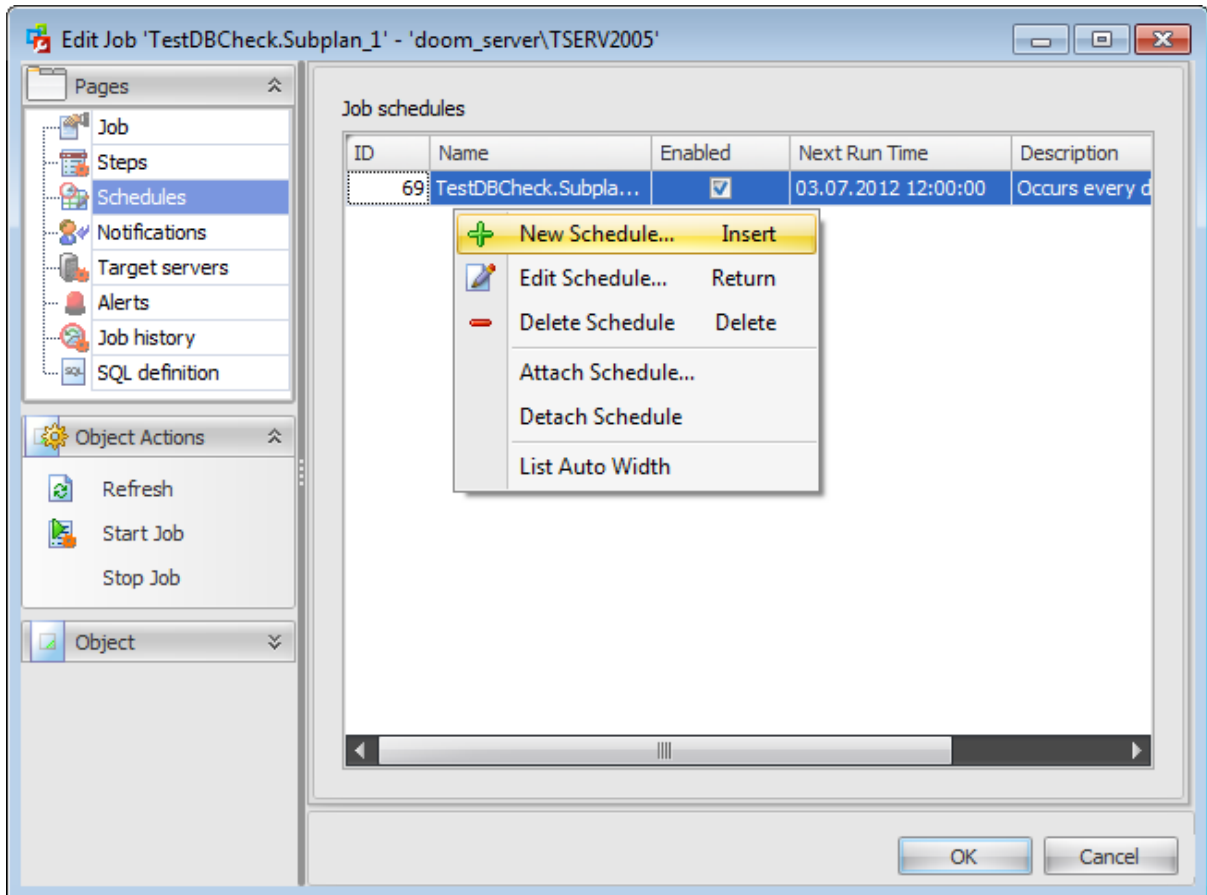 Edit Job 'TestDBCheck.Subplan_1' - 'doom_server\TSERV2005'
Pages
Job
Steps
Schedules
Notifications
Target servers
Alerts
Job history
SQL definition
Object Actions
Refresh
Start Job
Stop Job
Object
Job schedules
ID Name Enabled Next Run Time Description
69 TestDBCheck.Subpla... 03.07.2012 12:00:00 Occurs every d
New Schedule... Insert
Edit Schedule... Return
Delete Schedule Delete
Attach Schedule...
Detach Schedule
List Auto Width
OK Cancel